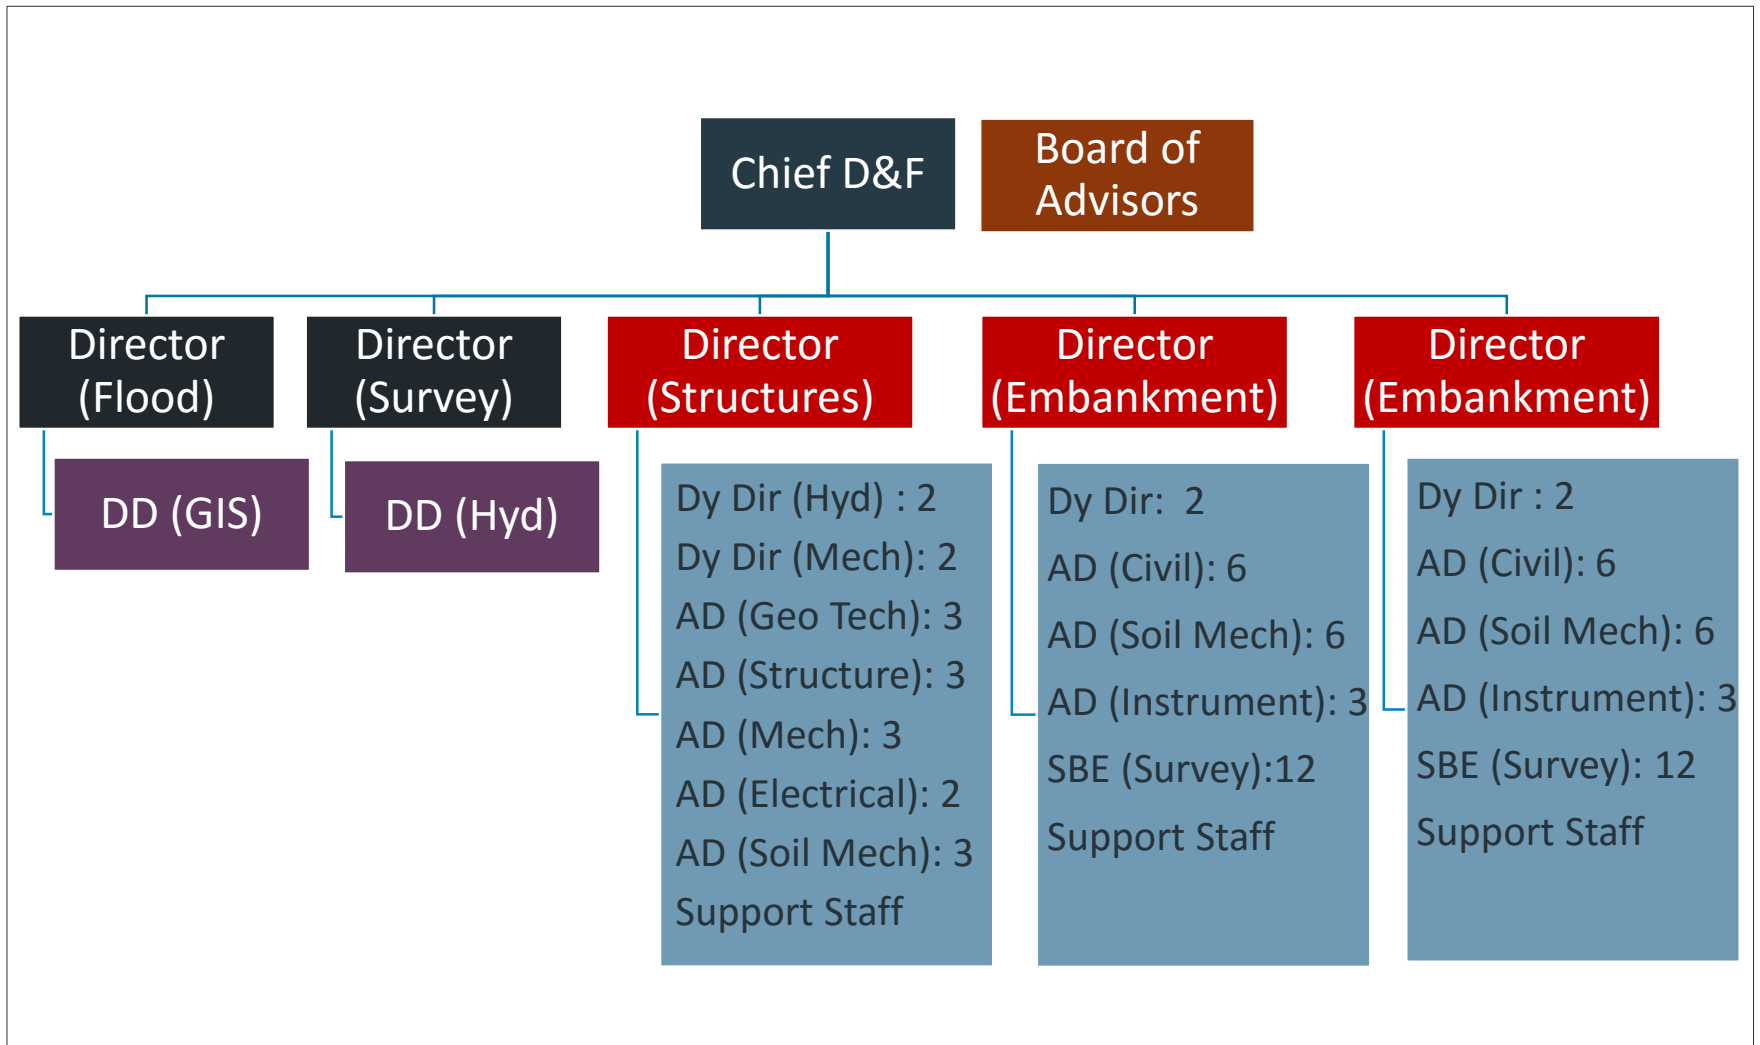 Chief D&F
Board of
Advisors
Director
(Flood)
Director
(Survey)
Director
(Structures)
Director
(Embankment)
Director
(Embankment)
DD (GIS)
DD (Hyd)
Dy Dir (Hyd) : 2
Dy Dir (Mech): 2
AD (Geo Tech): 3
AD (Structure): 3
AD (Mech): 3
AD (Electrical): 2
AD (Soil Mech): 3
Support Staff
Dy Dir:  2
AD (Civil): 6
AD (Soil Mech): 6
AD (Instrument): 3
SBE (Survey):12
Support Staff
Dy Dir : 2
AD (Civil): 6
AD (Soil Mech): 6
AD (Instrument): 3
SBE (Survey): 12
Support Staff